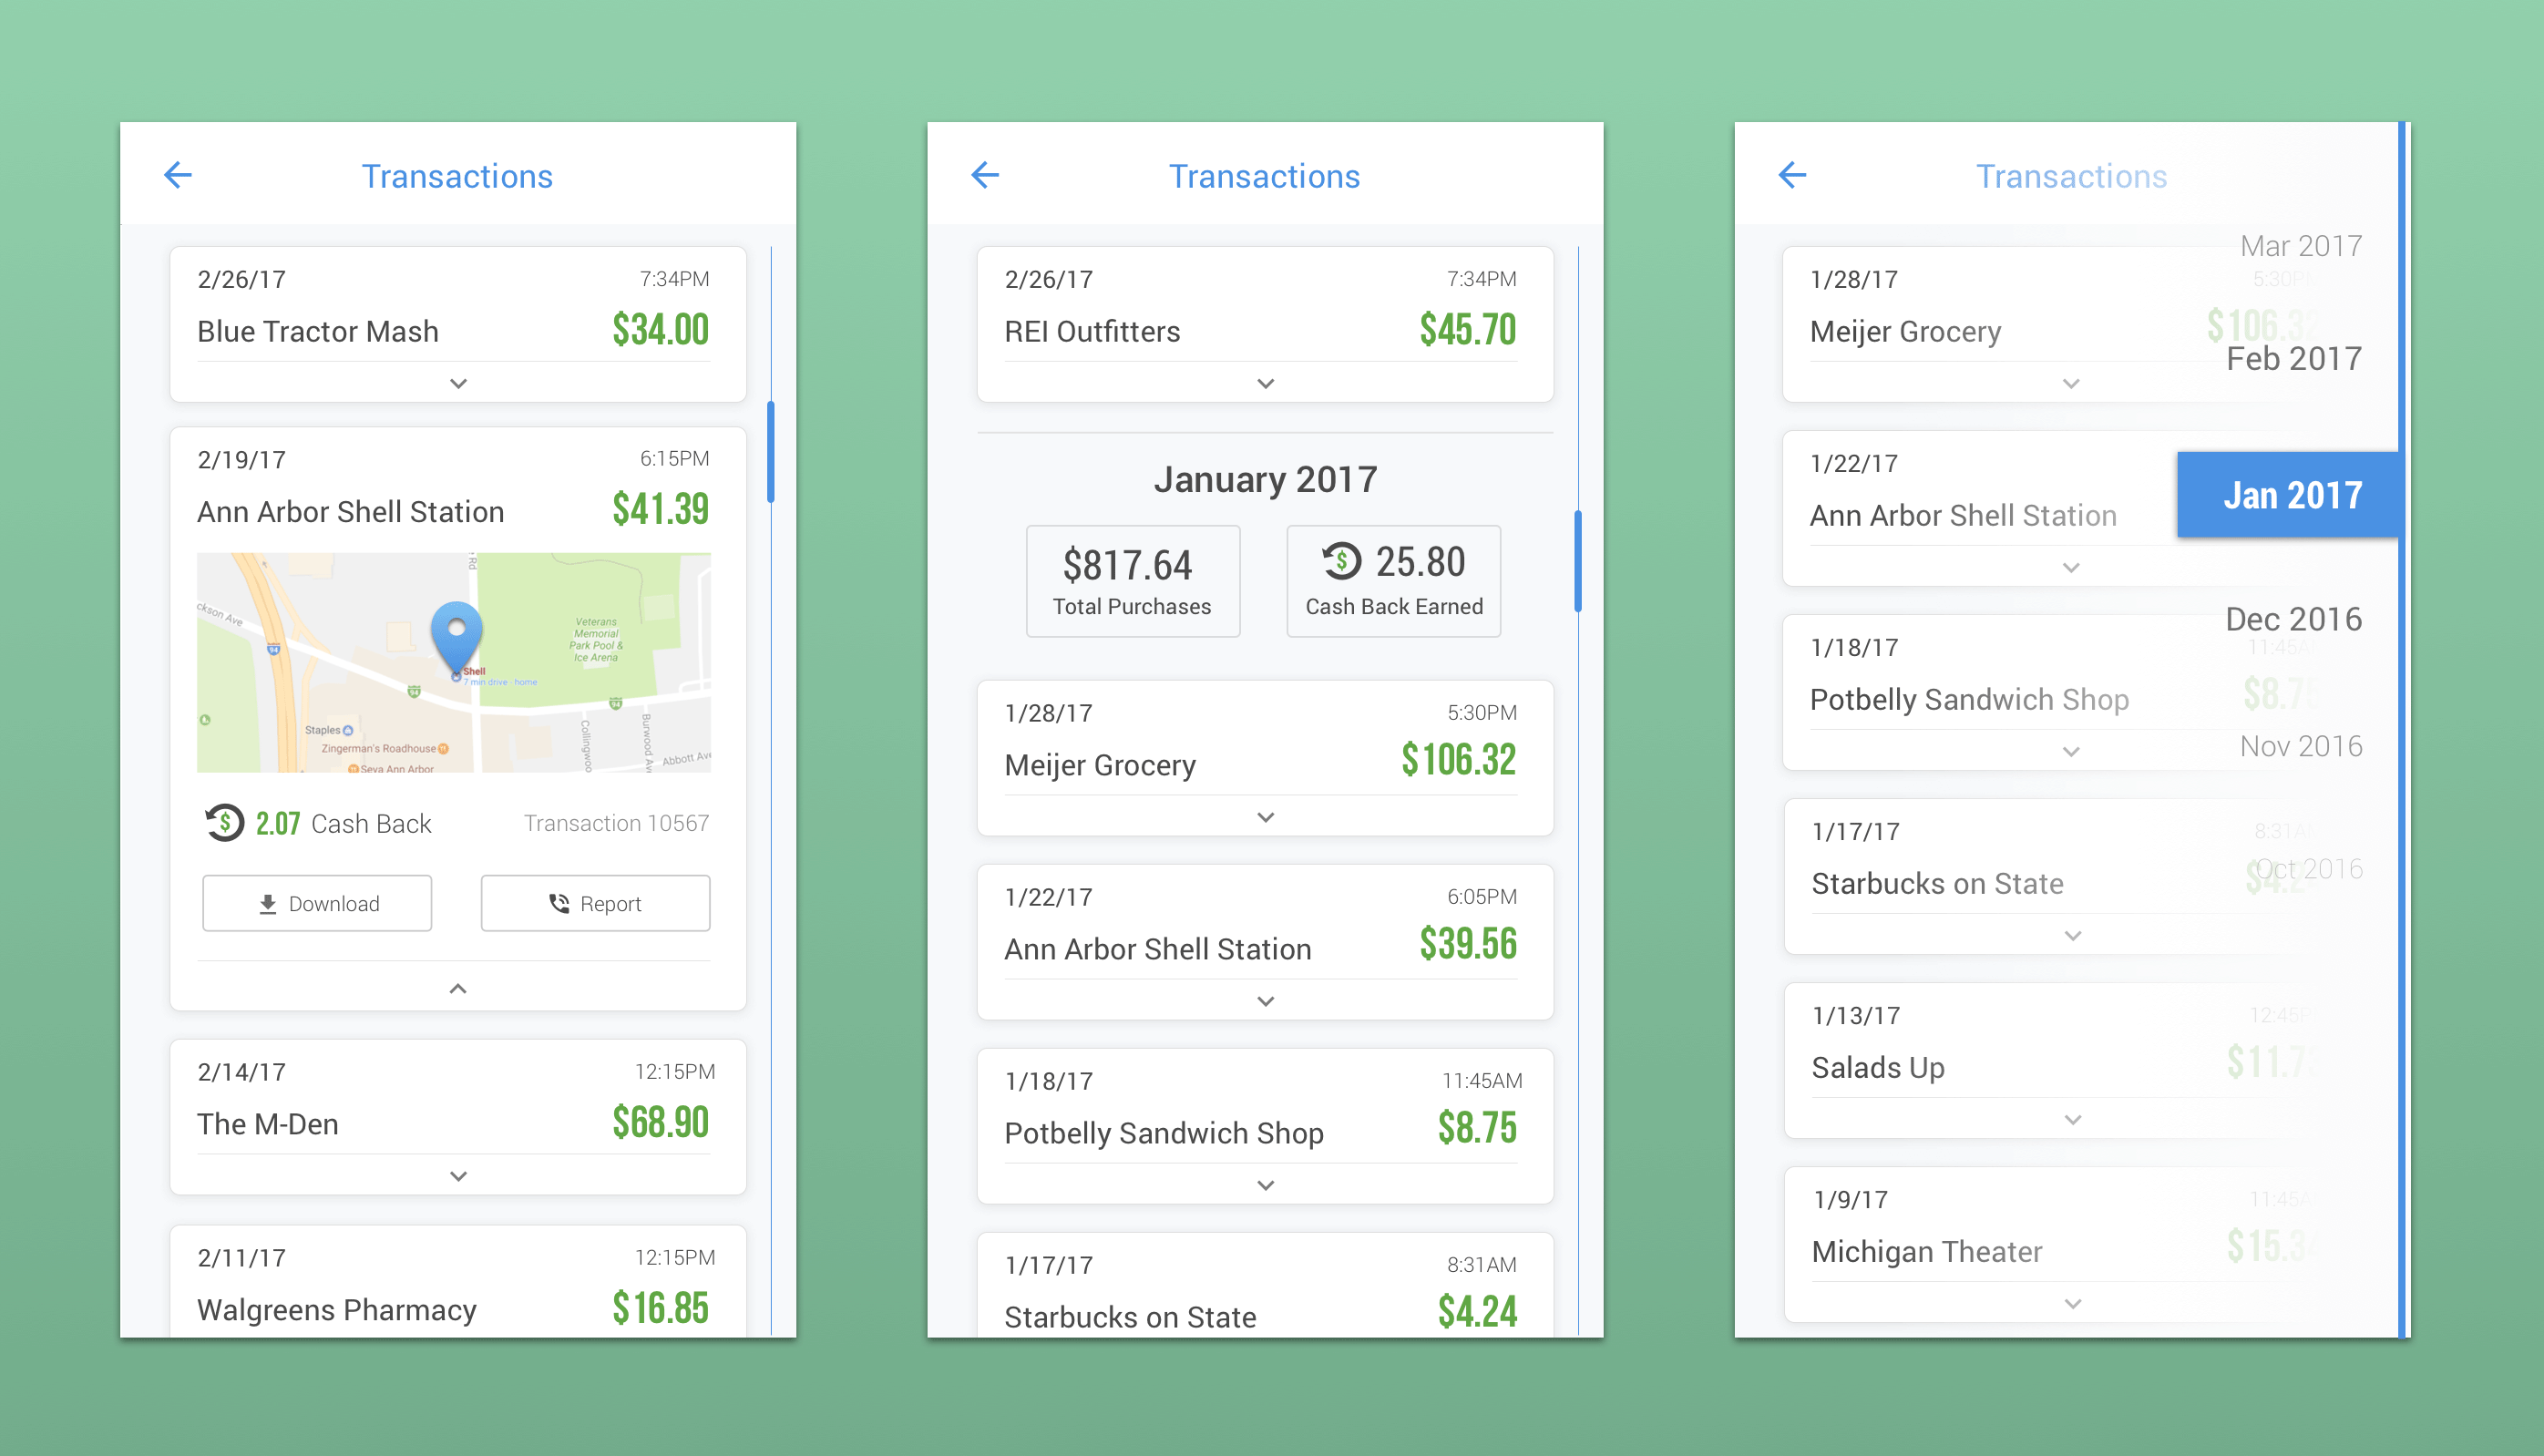 Transactions
2/26/17 7:34PM
Blue Tractor Mash $34.00
2/19/17 6:15PM
Ann Arbor Shell Station $41.39
Rd
ckson Ave
94
Veterans
Memorial
Park Pool &
Ice Arena
Shell
7 min drive - home
94
94
Staples
Zingerman's Roadhouse
Seva Ann Arbor
Collingwoo
Burwood Av
Abbott Ave
$ 2.07 Cash Back Transaction 10567
Download Report
2/14/17 12:15PM
The M-Den $68.90
2/11/17 12:15PM
Walgreens Pharmacy $16.85
Transactions
2/26/17 7:34PM
REI Outfitters $45.70
January 2017
$817.64 $ 25.80
Total Purchases Cash Back Earned
1/28/17 5:30PM
Meijer Grocery $106.32
1/22/17 6:05PM
Ann Arbor Shell Station $39.56
1/18/17 11:45AM
Potbelly Sandwich Shop $8.75
1/17/17 8:31AM
Starbucks on State $4.24
Transactions
Mar 2017
1/28/17 5:30P
Meijer Grocery $106.32
Feb 2017
1/22/17
Jan 2017
Ann Arbor Shell Station
Dec 2016
1/18/17 11:45A
Potbelly Sandwich Shop $8.75
Nov 2016
1/17/17 8:31A
Oct 2016
Starbucks on State $4.2
1/13/17 12:45P
Salads Up $11.7
1/9/17 11:45A
Michigan Theater $15.3